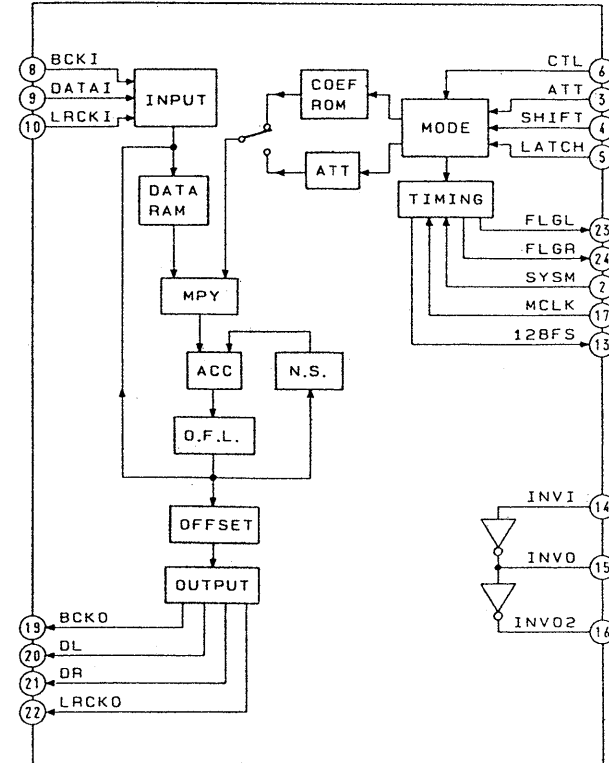 8 BCKI
9 DATAI
10 LRCKI
INPUT
COEF
ROM
ATT
MODE
TIMING
CTL 6
ATT 3
SHIFT 4
LATCH 5
FLGL 23
FLGR 24
SYSM 2
MCLK 17
128FS 13
DATA
RAM
MPY
ACC
N.S.
O.F.L.
OFFSET
OUTPUT
INVI 14
INVO 15
INVO2 16
19 BCKO
20 DL
21 DR
22 LRCKO